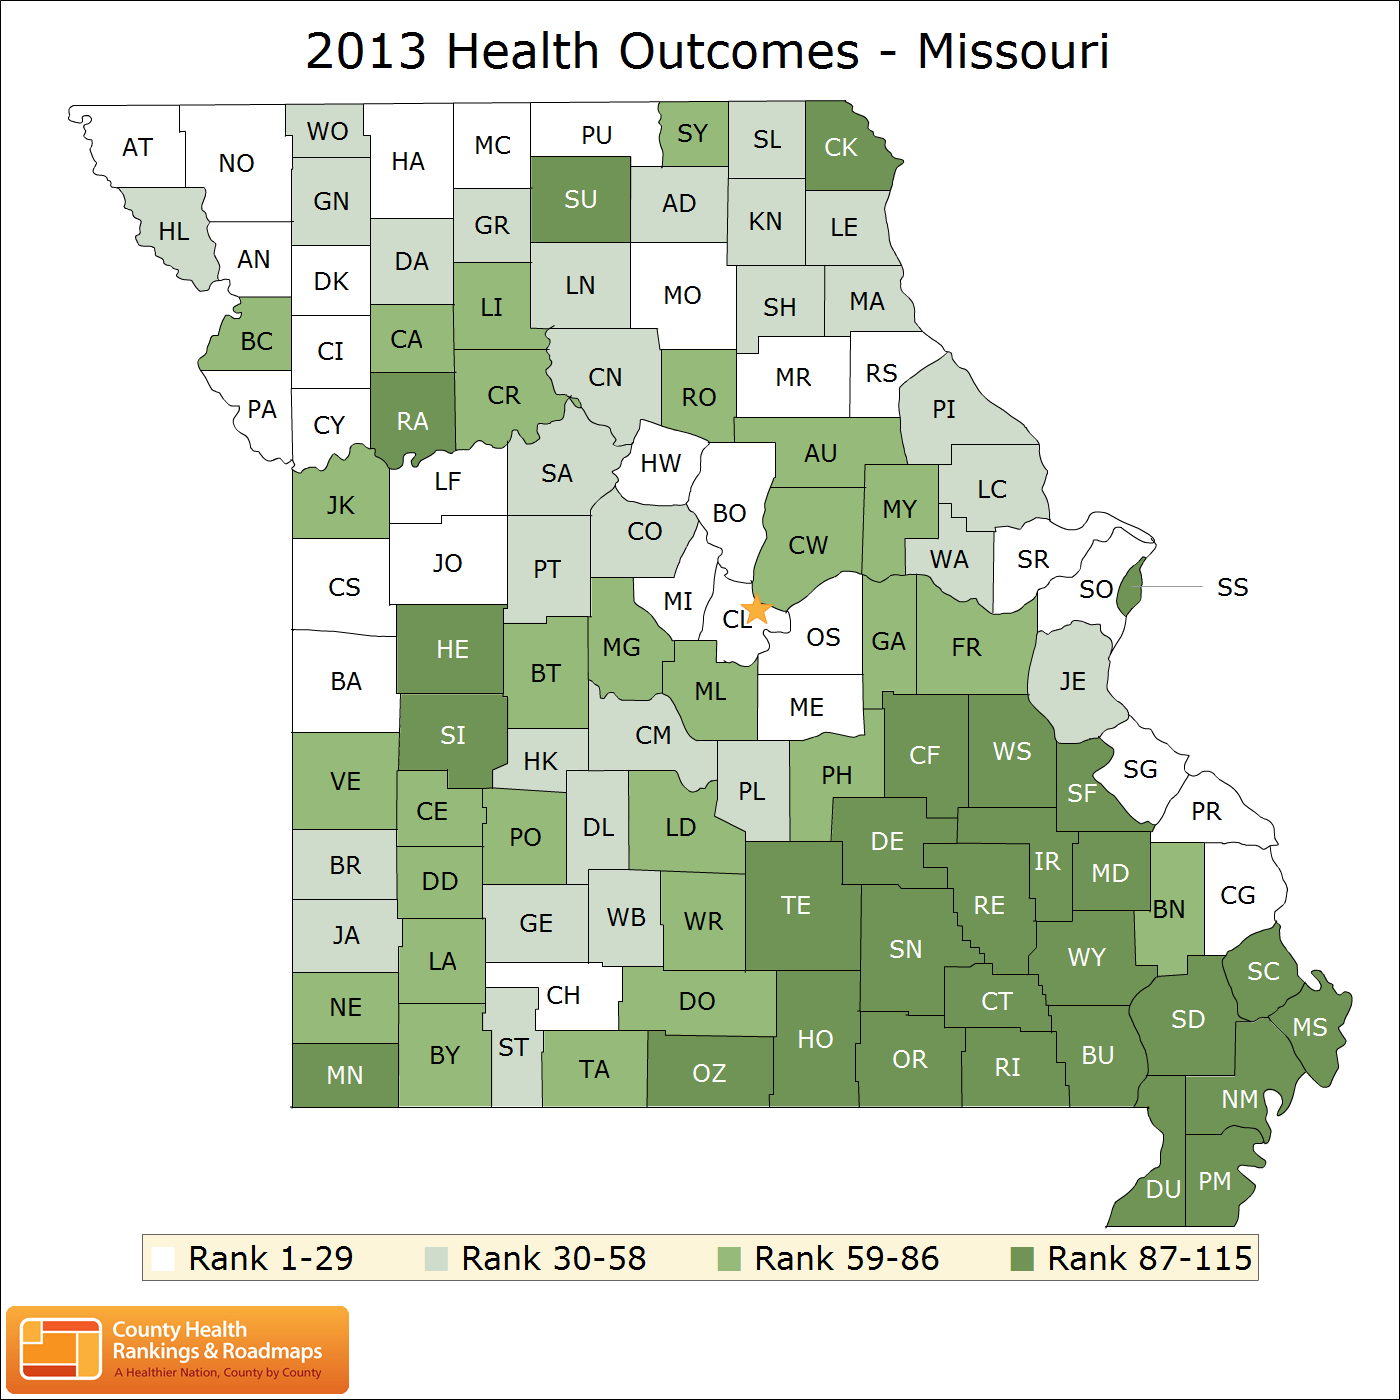 2013 Health Outcomes - Missouri
AT
NO
WO
HA
MC
PU
SY
SL
CK
HL
GN
GR
SU
AD
KN
LE
AN
DK
DA
LI
LN
MO
SH
MA
BC
CI
CA
CR
CN
RO
MR
RS
PI
PA
CY
RA
LF
SA
HW
BO
AU
MY
LC
JK
JO
PT
CO
CW
WA
SR
SO
SS
CS
HE
BT
MG
MI
CL
OS
GA
FR
JE
BA
SI
HK
CM
ML
ME
PH
CF
WS
SF
SG
PR
VE
CE
PO
DL
LD
PL
DE
IR
MD
BR
DD
GE
WB
WR
TE
RE
BN
CG
JA
LA
CH
DO
SN
CT
WY
SC
NE
BY
ST
TA
OZ
HO
OR
RI
BU
SD
MS
MN
NM
DU
PM
Rank 1-29 Rank 30-58 Rank 59-86 Rank 87-115
County Health
Rankings & Roadmaps
A Healthier Nation, County by County